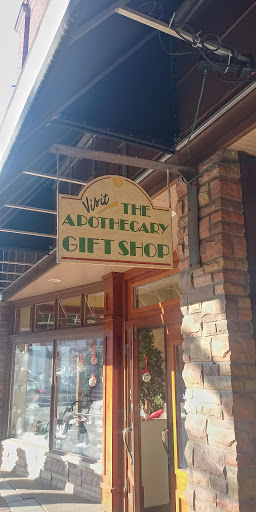 Visit
THE
APOTHECARY
GIFT SHOP